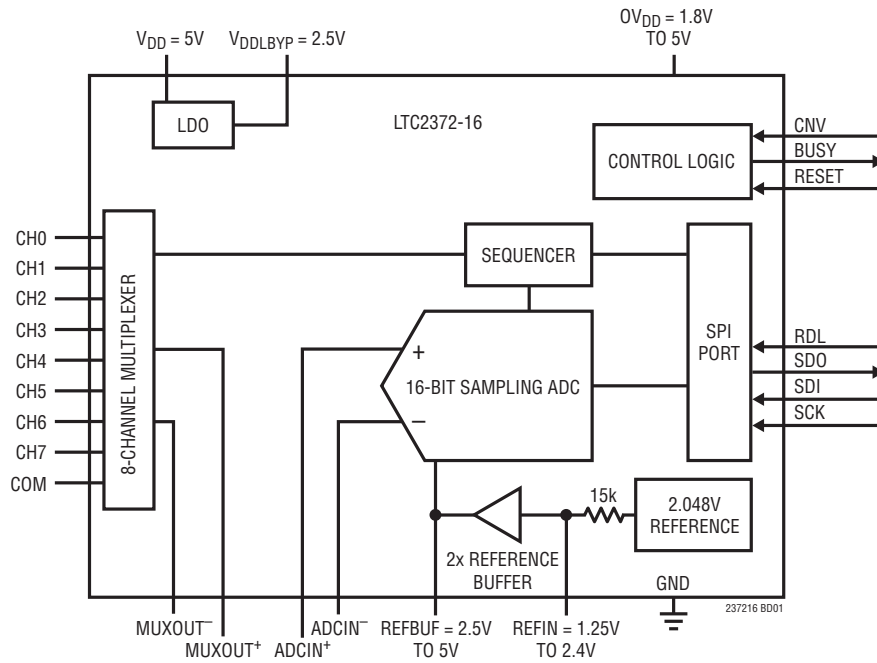 VDD = 5V
VDDLBYP = 2.5V
OVDD = 1.8V
TO 5V
LDO
LTC2372-16
CONTROL LOGIC
CNV
BUSY
RESET
CH0
CH1
CH2
CH3
CH4
CH5
CH6
CH7
COM
8-CHANNEL MULTIPLEXER
SEQUENCER
+
16-BIT SAMPLING ADC
–
SPI
PORT
RDL
SDO
SDI
SCK
15k
2.048V
REFERENCE
2x REFERENCE
BUFFER
GND
237216 BD01
MUXOUT–
MUXOUT+
ADCIN+
ADCIN–
REFBUF = 2.5V
TO 5V
REFIN = 1.25V
TO 2.4V